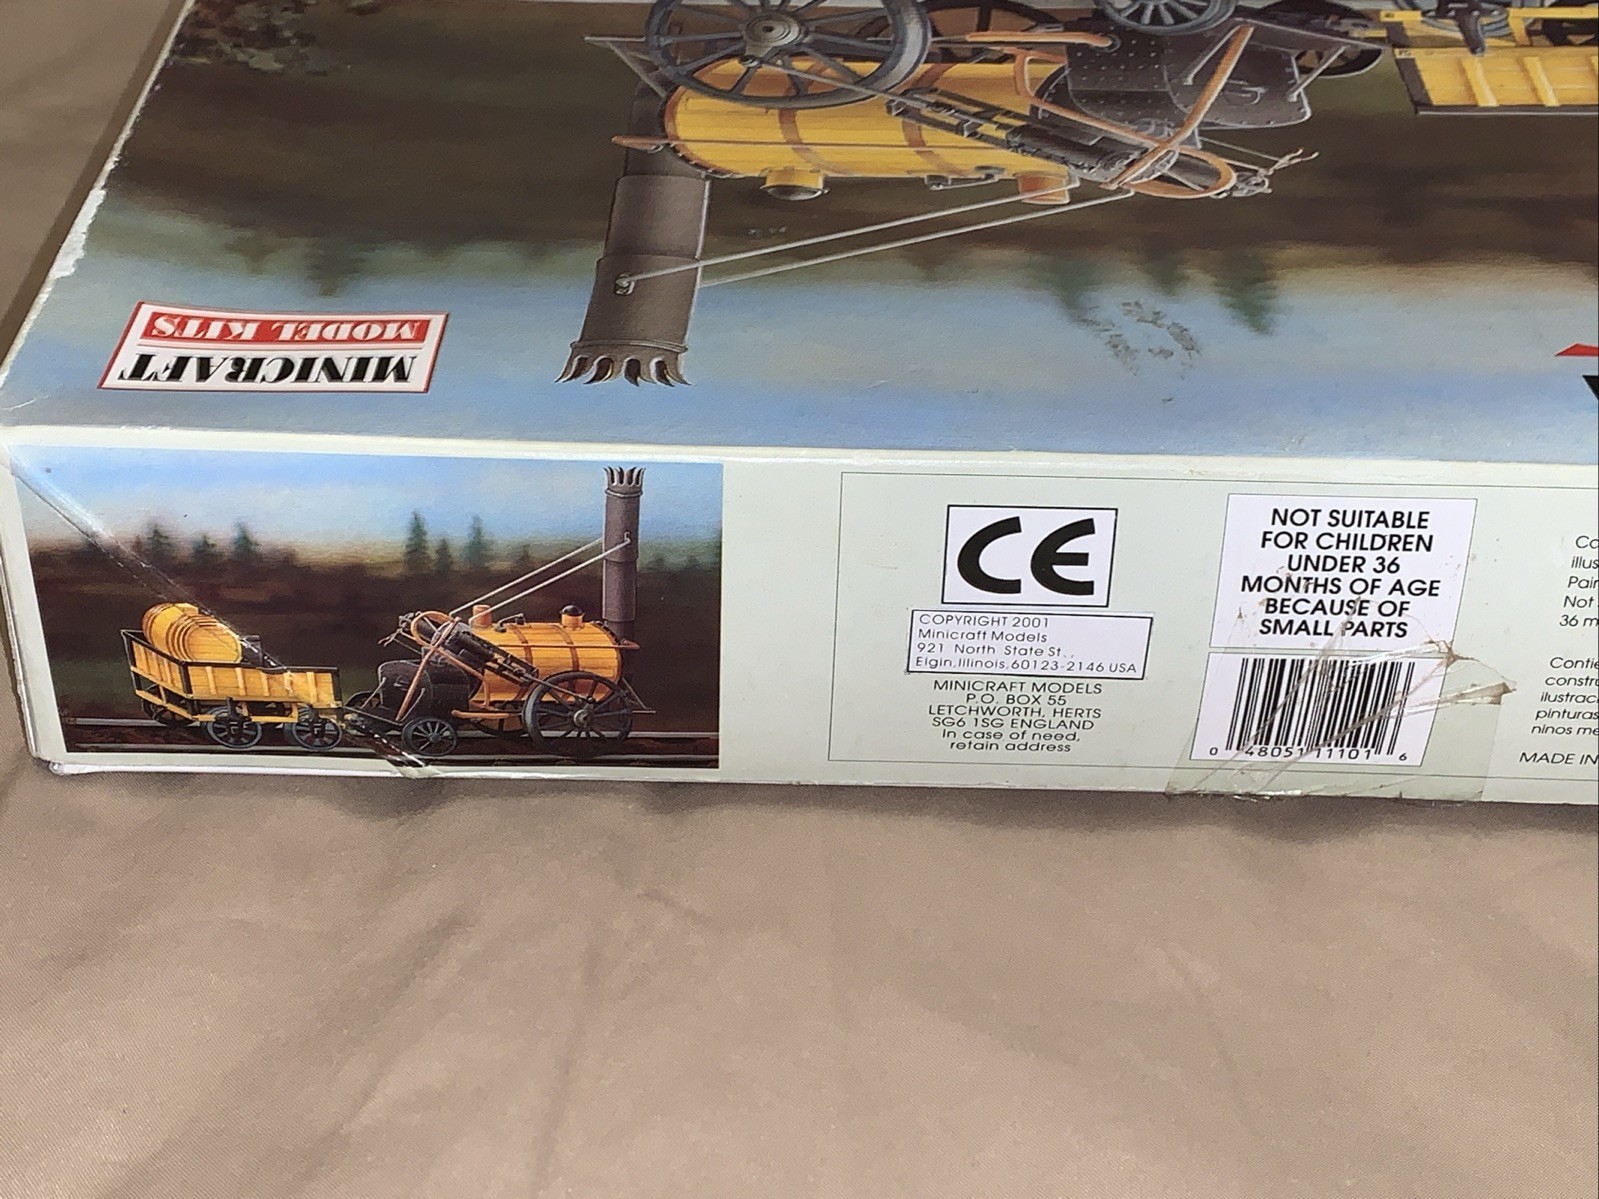 MINICRAFT
MODEL KITS
CE
COPYRIGHT 2001
Minicraft Models
921 North State St.,
Elgin, Illinois, 60123-2146 USA
MINICRAFT MODELS
P.O. BOX 55
LETCHWORTH, HERTS
SG6 1SG ENGLAND
In case of need,
retain address
NOT SUITABLE
FOR CHILDREN
UNDER 36
MONTHS OF AGE
BECAUSE OF
SMALL PARTS
0 48051 11101 6
Not
36 m
MADE IN